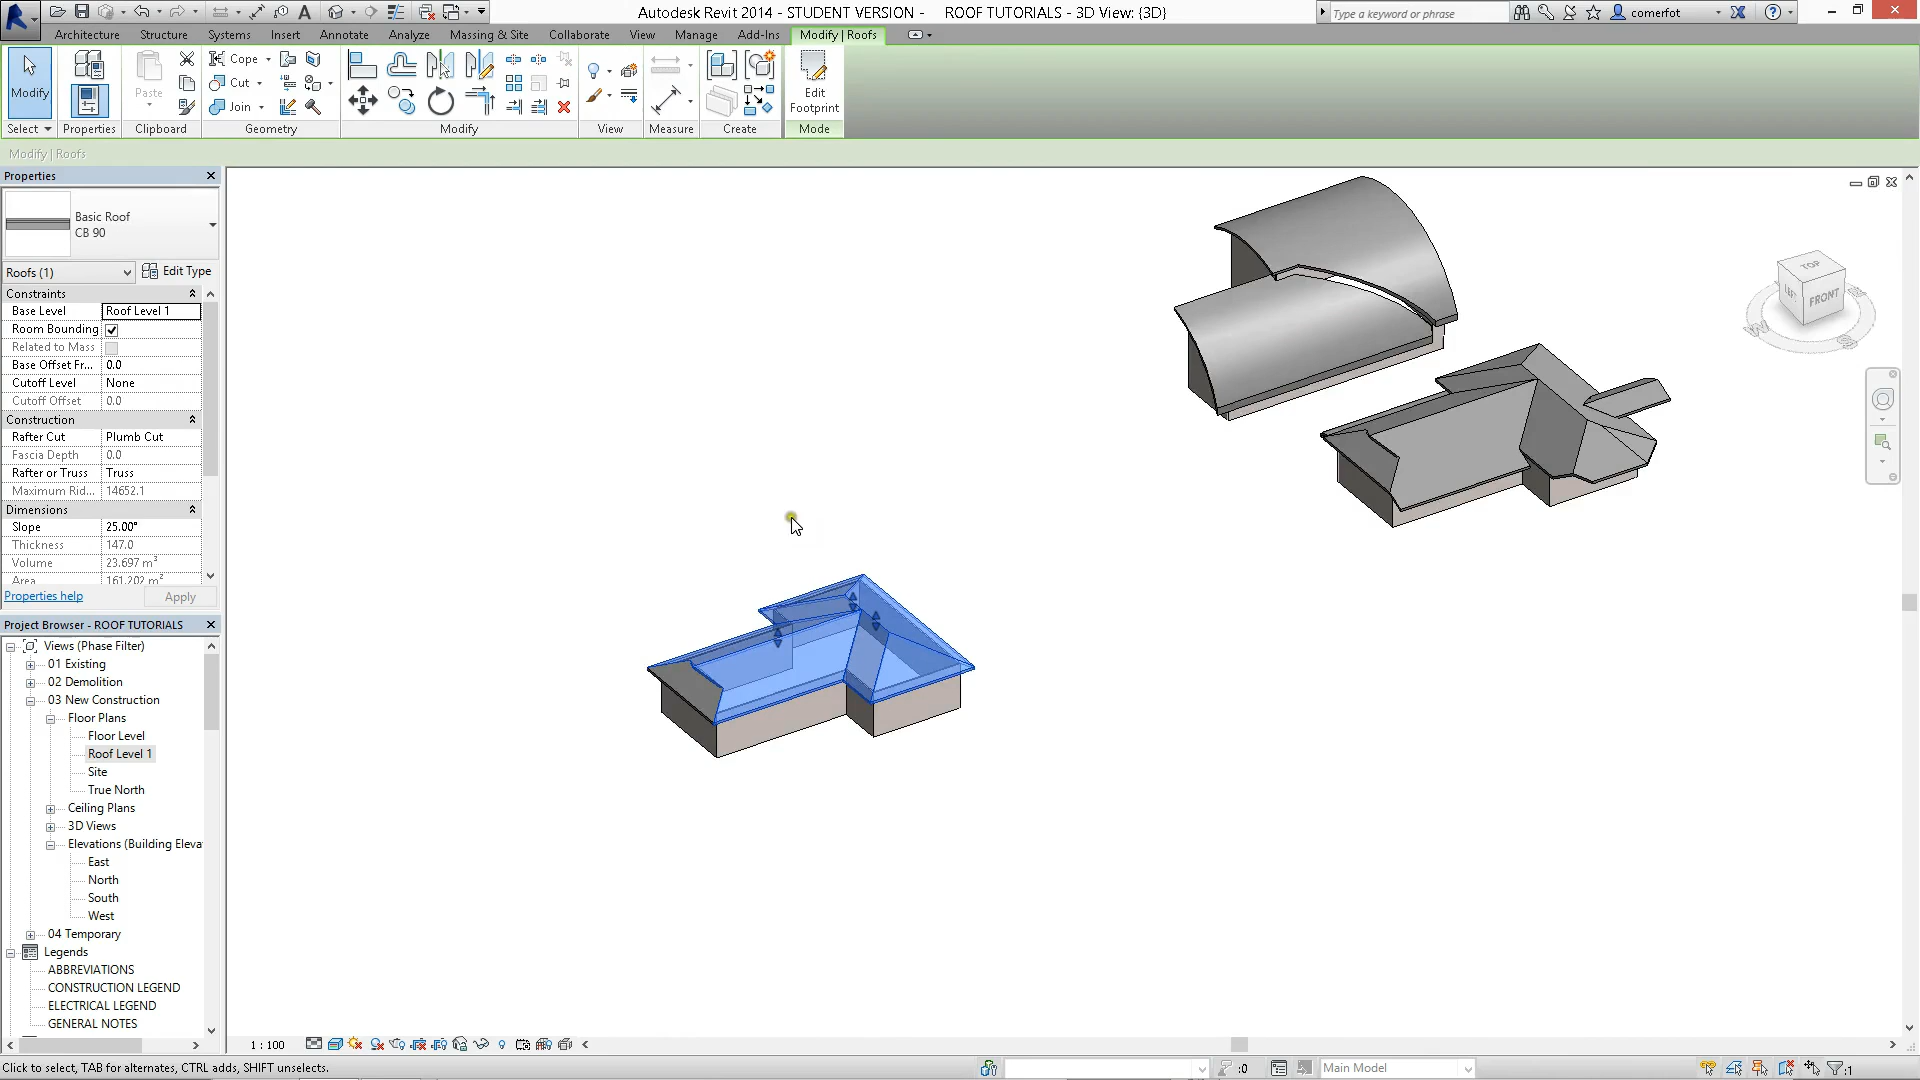 Autodesk Revit 2014 - STUDENT VERSION - ROOF TUTORIALS - 3D View: {3D}
Type a keyword or phrase
comerfot
Architecture Structure Systems Insert Annotate Analyze Massing & Site Collaborate View Manage Add-Ins Modify | Roofs
Modify
Paste
Cope
Cut
Join
Edit
Footprint
Select Properties Clipboard Geometry Modify View Measure Create Mode
Modify | Roofs
Properties
Basic Roof
CB 90
Roofs (1)
Edit Type
Constraints
Base Level Roof Level 1
Room Bounding
Related to Mass
Base Offset Fr... 0.0
Cutoff Level None
Cutoff Offset 0.0
Construction
Rafter Cut Plumb Cut
Fascia Depth 0.0
Rafter or Truss Truss
Maximum Rid... 14652.1
Dimensions
Slope 25.00°
Thickness 147.0
Volume 23.697 m³
Area 161.202 m²
Properties help
Apply
Project Browser - ROOF TUTORIALS
Views (Phase Filter)
01 Existing
02 Demolition
03 New Construction
Floor Plans
Floor Level
Roof Level 1
Site
True North
Ceiling Plans
3D Views
Elevations (Building Eleva
East
North
South
West
04 Temporary
Legends
ABBREVIATIONS
CONSTRUCTION LEGEND
ELECTRICAL LEGEND
GENERAL NOTES
TOP
LEFT
FRONT
W
S
1 : 100
Click to select, TAB for alternates, CTRL adds, SHIFT unselects.
:0
Main Model
:1